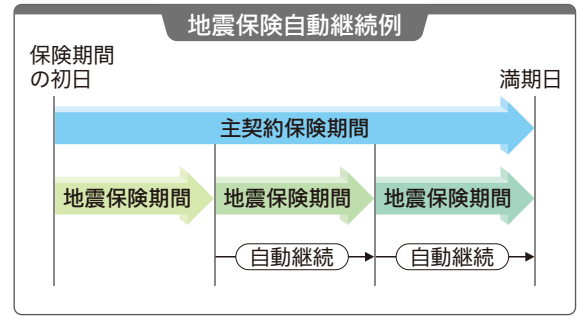 地震保険自動継続例
保険期間
の初日
満期日
主契約保険期間
地震保険期間
地震保険期間
地震保険期間
自動継続
自動継続